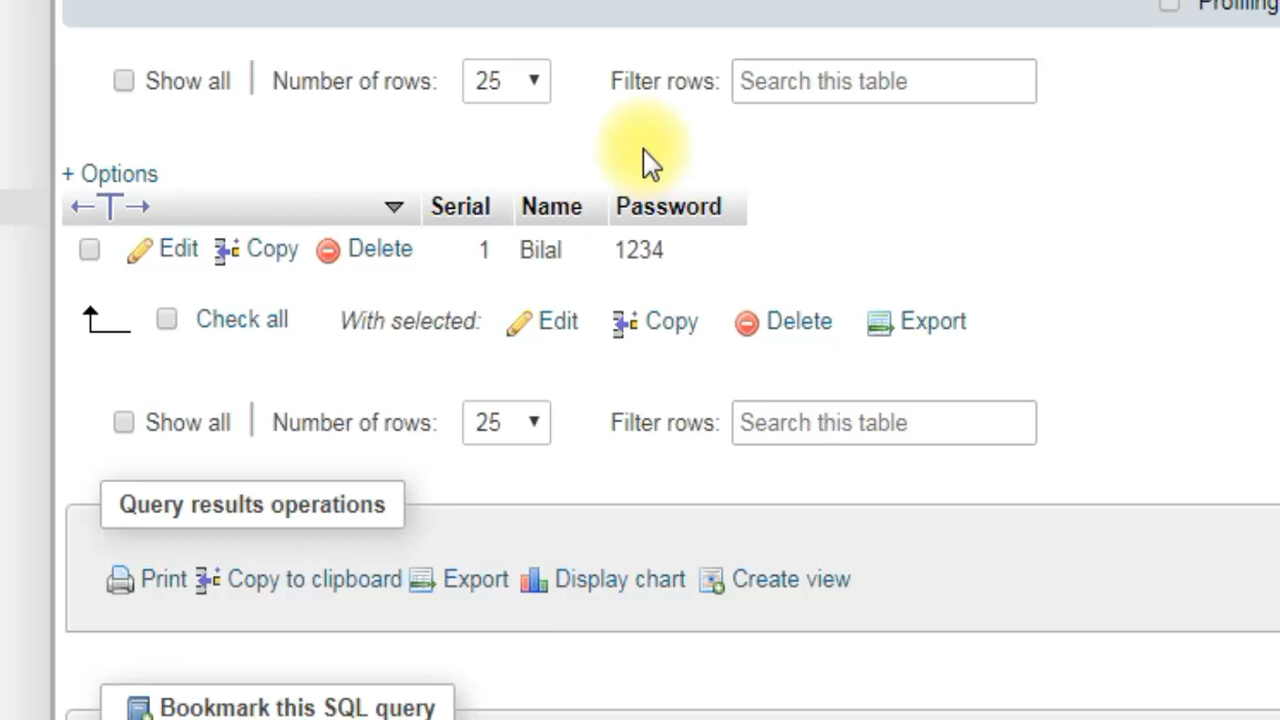 Profiling
Show all Number of rows: 25 Filter rows: Search this table
+ Options
Serial Name Password
Edit Copy Delete 1 Bilal 1234
Check all With selected: Edit Copy Delete Export
Show all Number of rows: 25 Filter rows: Search this table
Query results operations
Print Copy to clipboard Export Display chart Create view
Bookmark this SQL query